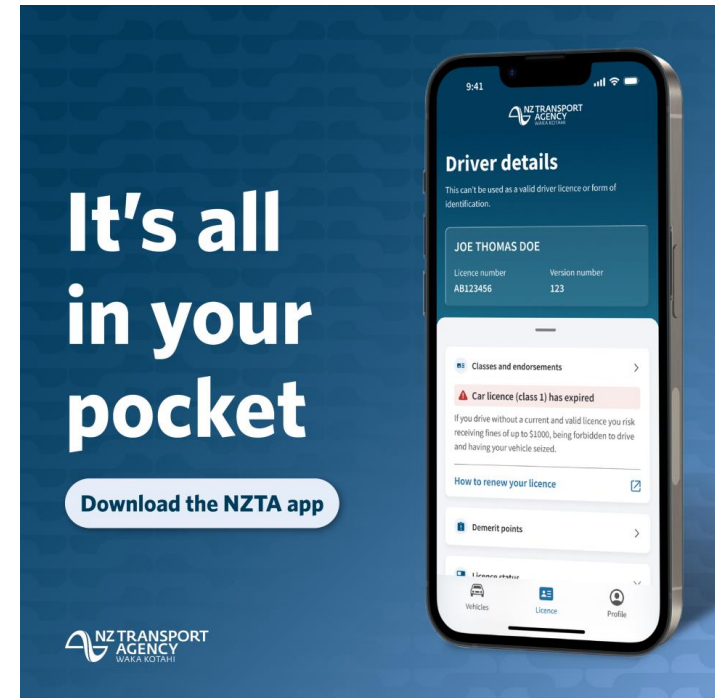 It's all
in your
pocket
Download the NZTA app
NZ TRANSPORT
AGENCY
WAKA KOTAHI
9:41
NZ TRANSPORT
AGENCY
WAKA KOTAHI
Driver details
This can't be used as a valid driver licence or form of
identification.
JOE THOMAS DOE
Licence number Version number
AB123456 123
Classes and endorsements
Car licence (class 1) has expired
If you drive without a current and valid licence you risk
receiving fines of up to $1000, being forbidden to drive
and having your vehicle seized.
How to renew your licence
Demerit points
Licence status
Vehicles Licence Profile